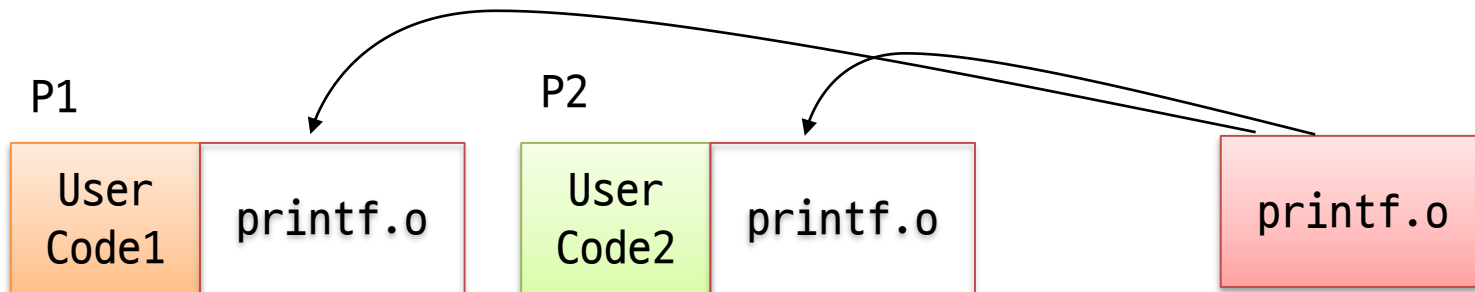 P1
P2
User
Code1
printf.o
User
Code2
printf.o
printf.o